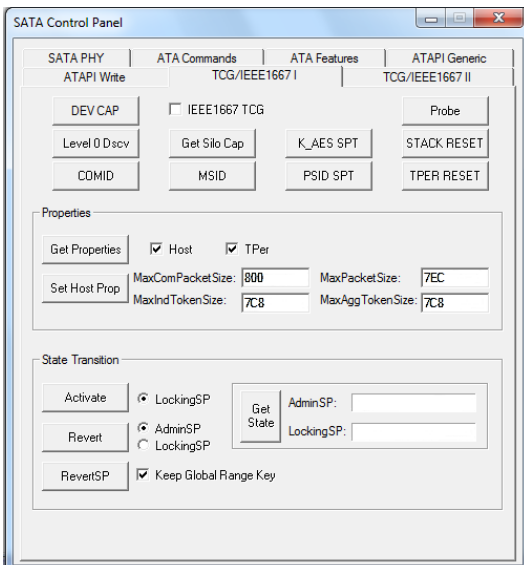 SATA Control Panel
SATA PHY ATA Commands ATA Features ATAPI Generic
ATAPI Write TCG/IEEE1667 I TCG/IEEE1667 II
DEV CAP IEEE1667 TCG Probe
Level 0 Dscv Get Silo Cap K_AES SPT STACK RESET
COMID MSID PSID SPT TPER RESET
Properties
Get Properties Host TPer
Set Host Prop
MaxComPacketSize: 800 MaxPacketSize: 7EC
MaxIndTokenSize: 7C8 MaxAggTokenSize: 7C8
State Transition
Activate LockingSP
Revert AdminSP
LockingSP
Get State
AdminSP:
LockingSP:
RevertSP Keep Global Range Key